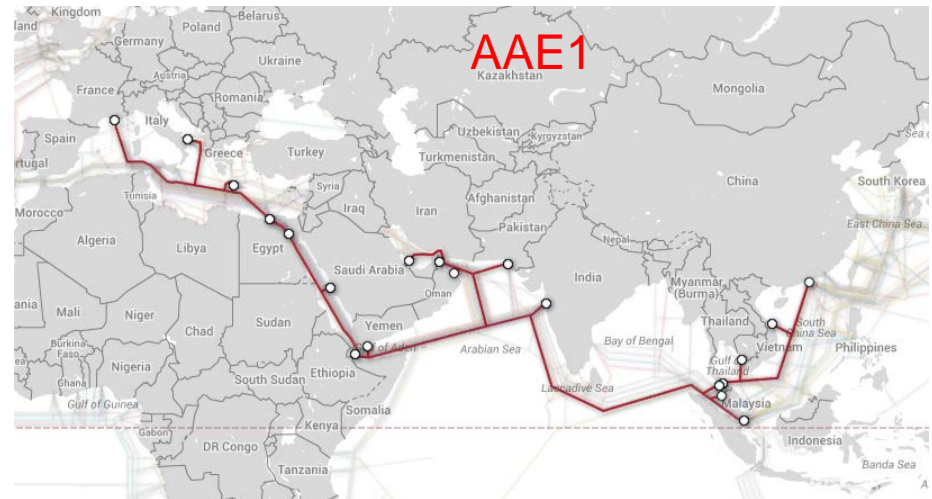 Kingdom
Belarus
Poland
Germany
Ukraine
AAE1
Kazakhstan
Mongolia
Austria
France
Romania
Italy
Spain
Portugal
Greece
Turkey
Uzbekistan
Kyrgyzstan
Turkmenistan
Tunisia
Syria
Afghanistan
China
South Korea
Morocco
Iraq
Iran
Pakistan
East China Sea
Algeria
Libya
Egypt
Nepal
Saudi Arabia
Oman
India
Myanmar
(Burma)
Mali
Niger
Chad
Sudan
Yemen
Thailand
South
China Sea
Burkina
Faso
Gulf of Aden
Arabian Sea
Bay of Bengal
Vietnam
Philippines
Nigeria
Ethiopia
Gulf of
Thailand
Ghana
South Sudan
Laccadive Sea
Gulf of Guinea
Somalia
Malaysia
Gabon
Kenya
DR Congo
Indonesia
Tanzania
Banda Sea